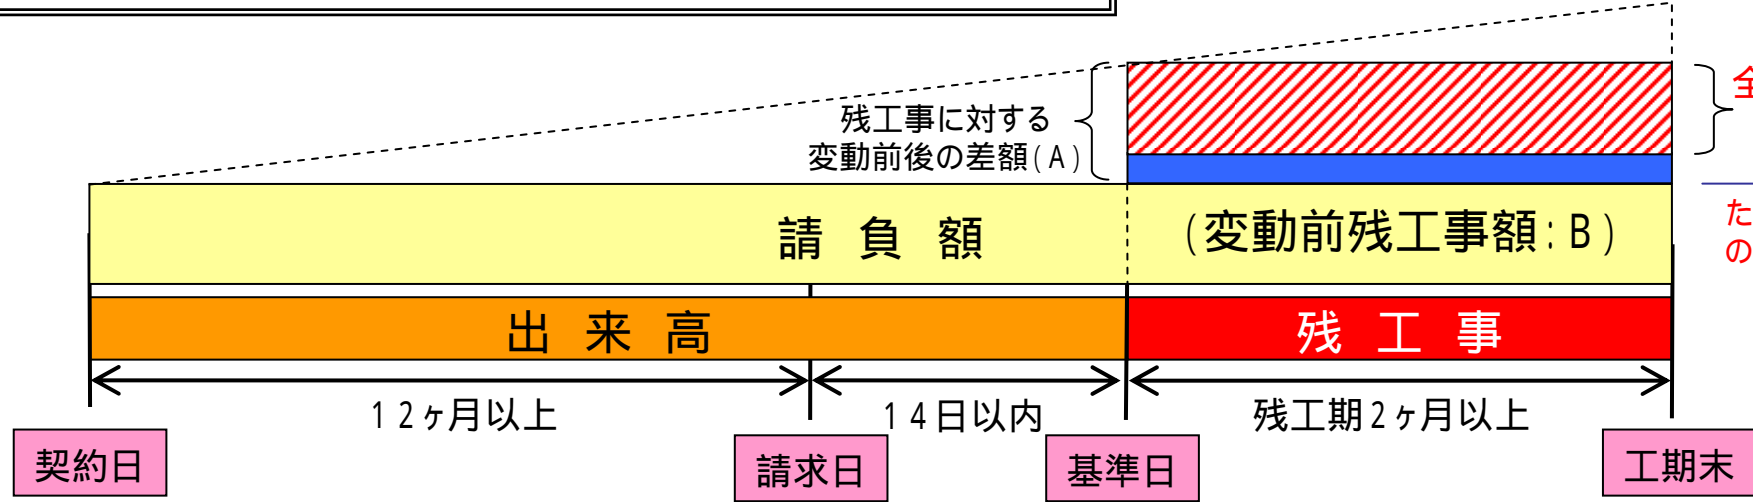 全
残工事に対する
変動前後の差額(A)
請負額
(変動前残工事額:B)
た
の
出来高
残工事
12ヶ月以上
14日以内
残工期2ヶ月以上
契約日
請求日
基準日
工期末